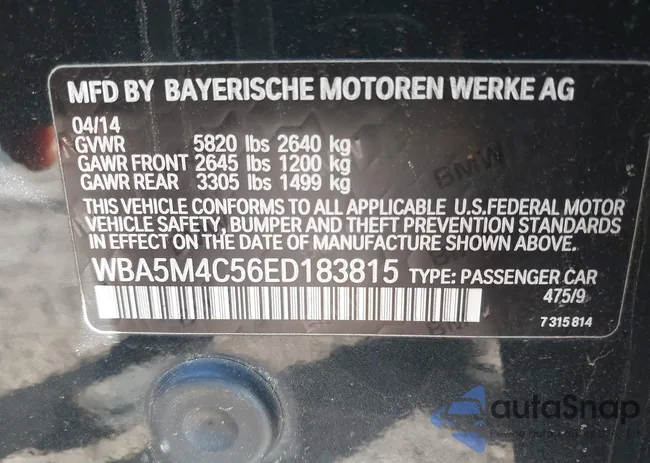 MFD BY BAYERISCHE MOTOREN WERKE AG
04/14
GVWR 5820 lbs 2640 kg
GAWR FRONT 2645 lbs 1200 kg
GAWR REAR 3305 lbs 1499 kg
THIS VEHICLE CONFORMS TO ALL APPLICABLE U.S.FEDERAL MOTOR
VEHICLE SAFETY, BUMPER AND THEFT PREVENTION STANDARDS
IN EFFECT ON THE DATE OF MANUFACTURE SHOWN ABOVE.
WBA5M4C56ED183815 TYPE: PASSENGER CAR
475/9
7 315 814
BMW
autoSnap